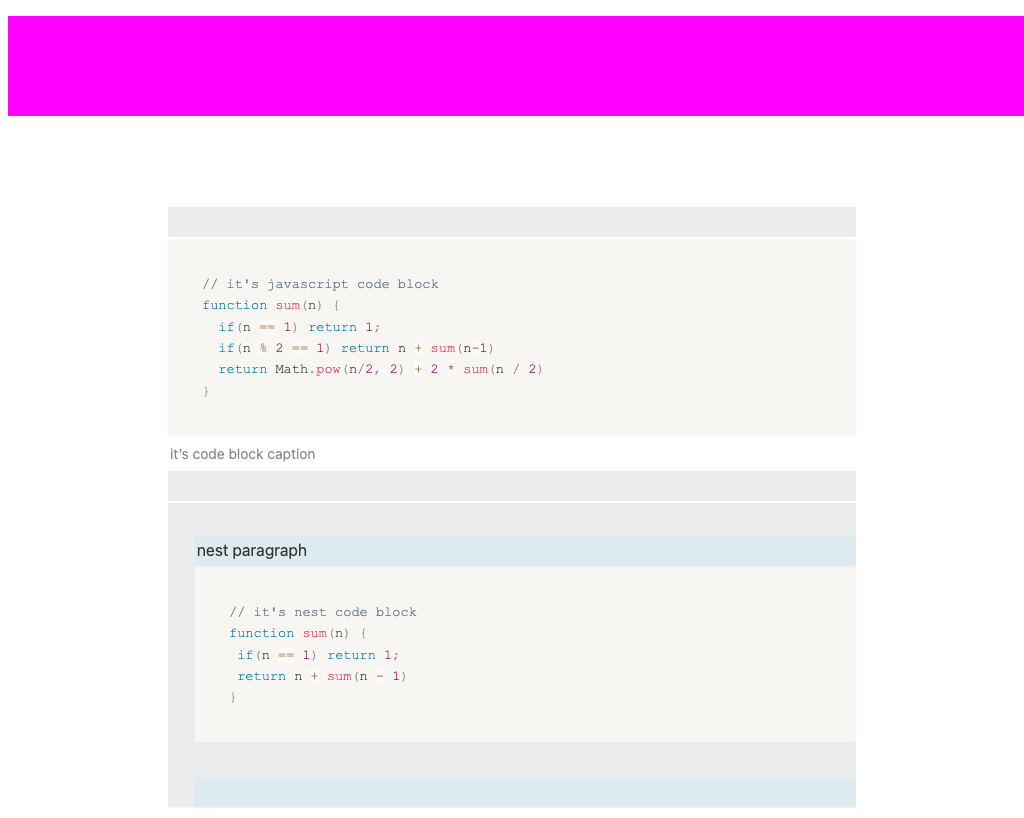 // it's javascript code block
function sum(n) {
  if(n == 1) return 1;
  if(n % 2 == 1) return n + sum(n-1)
  return Math.pow(n/2, 2) + 2 * sum(n / 2)
}
it's code block caption
nest paragraph
// it's nest code block
function sum(n) {
 if(n == 1) return 1;
 return n + sum(n - 1)
}